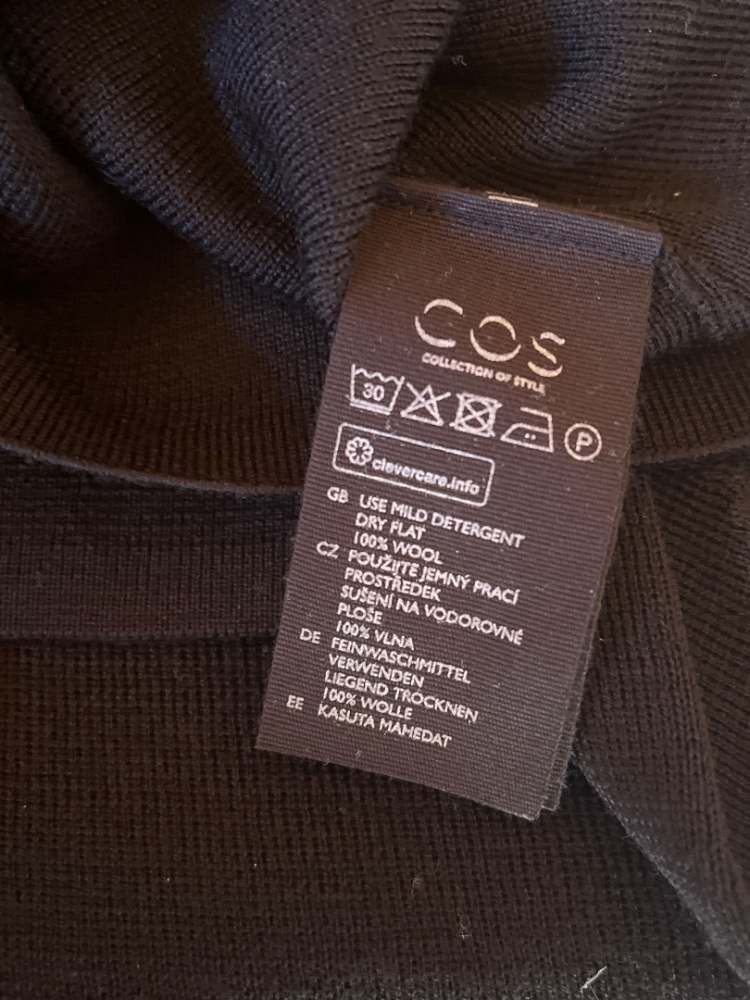 COS
COLLECTION OF STYLE
30
P
clevercare.info
GB USE MILD DETERGENT
DRY FLAT
100% WOOL
CZ POUŽIJTE JEMNÝ PRACÍ
PROSTŘEDEK
SUŠENÍ NA VODOROVNÉ
PLOŠE
100% VLNA
DE FEINWASCHMITTEL
VERWENDEN
LIEGEND TROCKNEN
100% WOLLE
EE KASUTA MAHEDAT